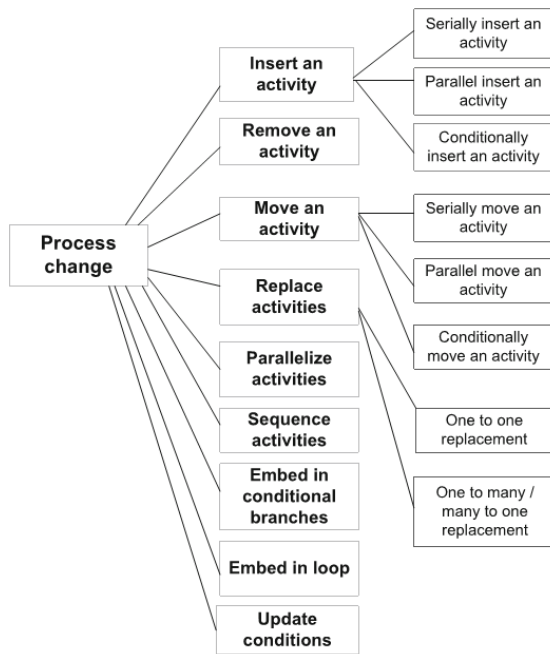 Process
change
Insert an
activity
Remove an
activity
Move an
activity
Replace
activities
Parallelize
activities
Sequence
activities
Embed in
conditional
branches
Embed in loop
Update
conditions
Serially insert an
activity
Parallel insert an
activity
Conditionally
insert an activity
Serially move an
activity
Parallel move an
activity
Conditionally
move an activity
One to one
replacement
One to many /
many to one
replacement